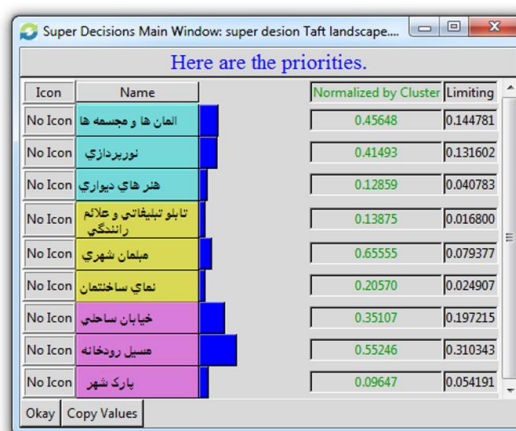 Super Decisions Main Window: super desion Taft landscape....
Here are the priorities.
Icon Name Normalized by Cluster Limiting
No Icon المان ها و مجسمه ها 0.45648 0.144781
No Icon نورپردازي 0.41493 0.131602
No Icon هنر هاي ديواري 0.12859 0.040783
No Icon تابلو تبليغاتي و علائم 0.13875 0.016800
رانندگي
No Icon مبلمان شهري 0.65555 0.079377
No Icon نماي ساختمان 0.20570 0.024907
No Icon خيابان ساحلي 0.35107 0.197215
No Icon مسيل رودخانه 0.55246 0.310343
No Icon پارک شهر 0.09647 0.054191
Okay Copy Values